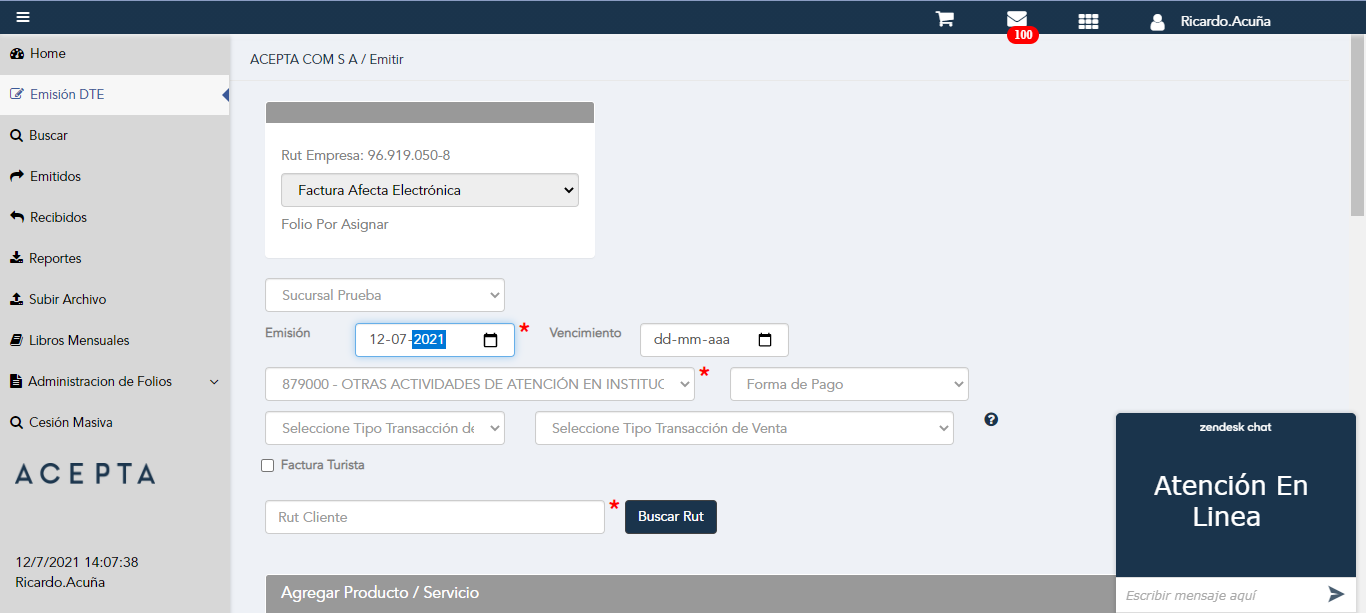 100
Ricardo.Acuña
Home
Emisión DTE
Buscar
Emitidos
Recibidos
Reportes
Subir Archivo
Libros Mensuales
Administracion de Folios
Cesión Masiva
ACEPTA
12/7/2021 14:07:38
Ricardo.Acuña
ACEPTA COM S A / Emitir
Rut Empresa: 96.919.050-8
Factura Afecta Electrónica
Folio Por Asignar
Sucursal Prueba
Emisión 12-07-2021 * Vencimiento dd-mm-aaa
879000 - OTRAS ACTIVIDADES DE ATENCIÓN EN INSTITUC * Forma de Pago
Seleccione Tipo Transacción de Seleccione Tipo Transacción de Venta ?
Factura Turista
Rut Cliente * Buscar Rut
Agregar Producto / Servicio
zendesk chat
Atención En
Linea
Escribir mensaje aquí